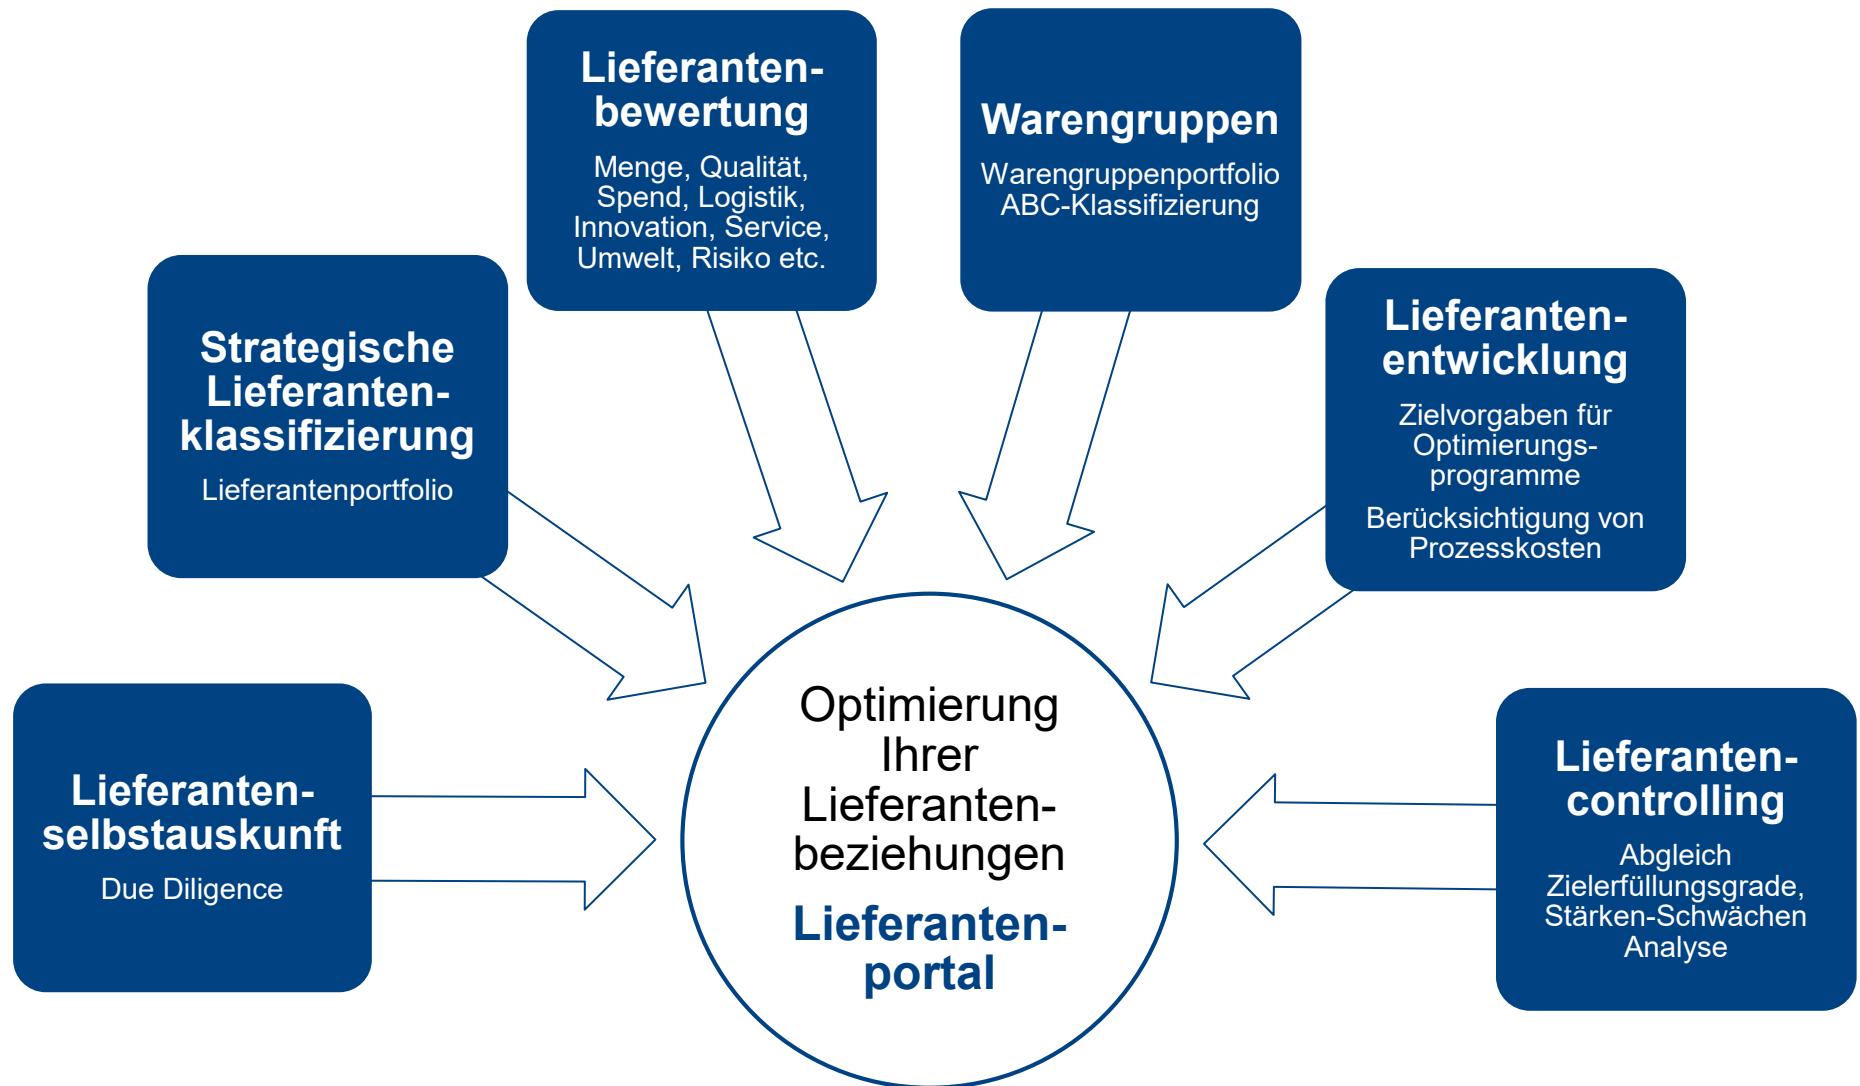 Lieferanten-
bewertung
Menge, Qualität,
Spend, Logistik,
Innovation, Service,
Umwelt, Risiko etc.
Warengruppen
Warengruppenportfolio
ABC-Klassifizierung
Strategische
Lieferanten-
klassifizierung
Lieferantenportfolio
Lieferanten-
entwicklung
Zielvorgaben für
Optimierungs-
programme
Berücksichtigung von
Prozesskosten
Lieferanten-
selbstauskunft
Due Diligence
Optimierung
Ihrer
Lieferanten-
beziehungen
Lieferanten-
portal
Lieferanten-
controlling
Abgleich
Zielerfüllungsgrade,
Stärken-Schwächen
Analyse